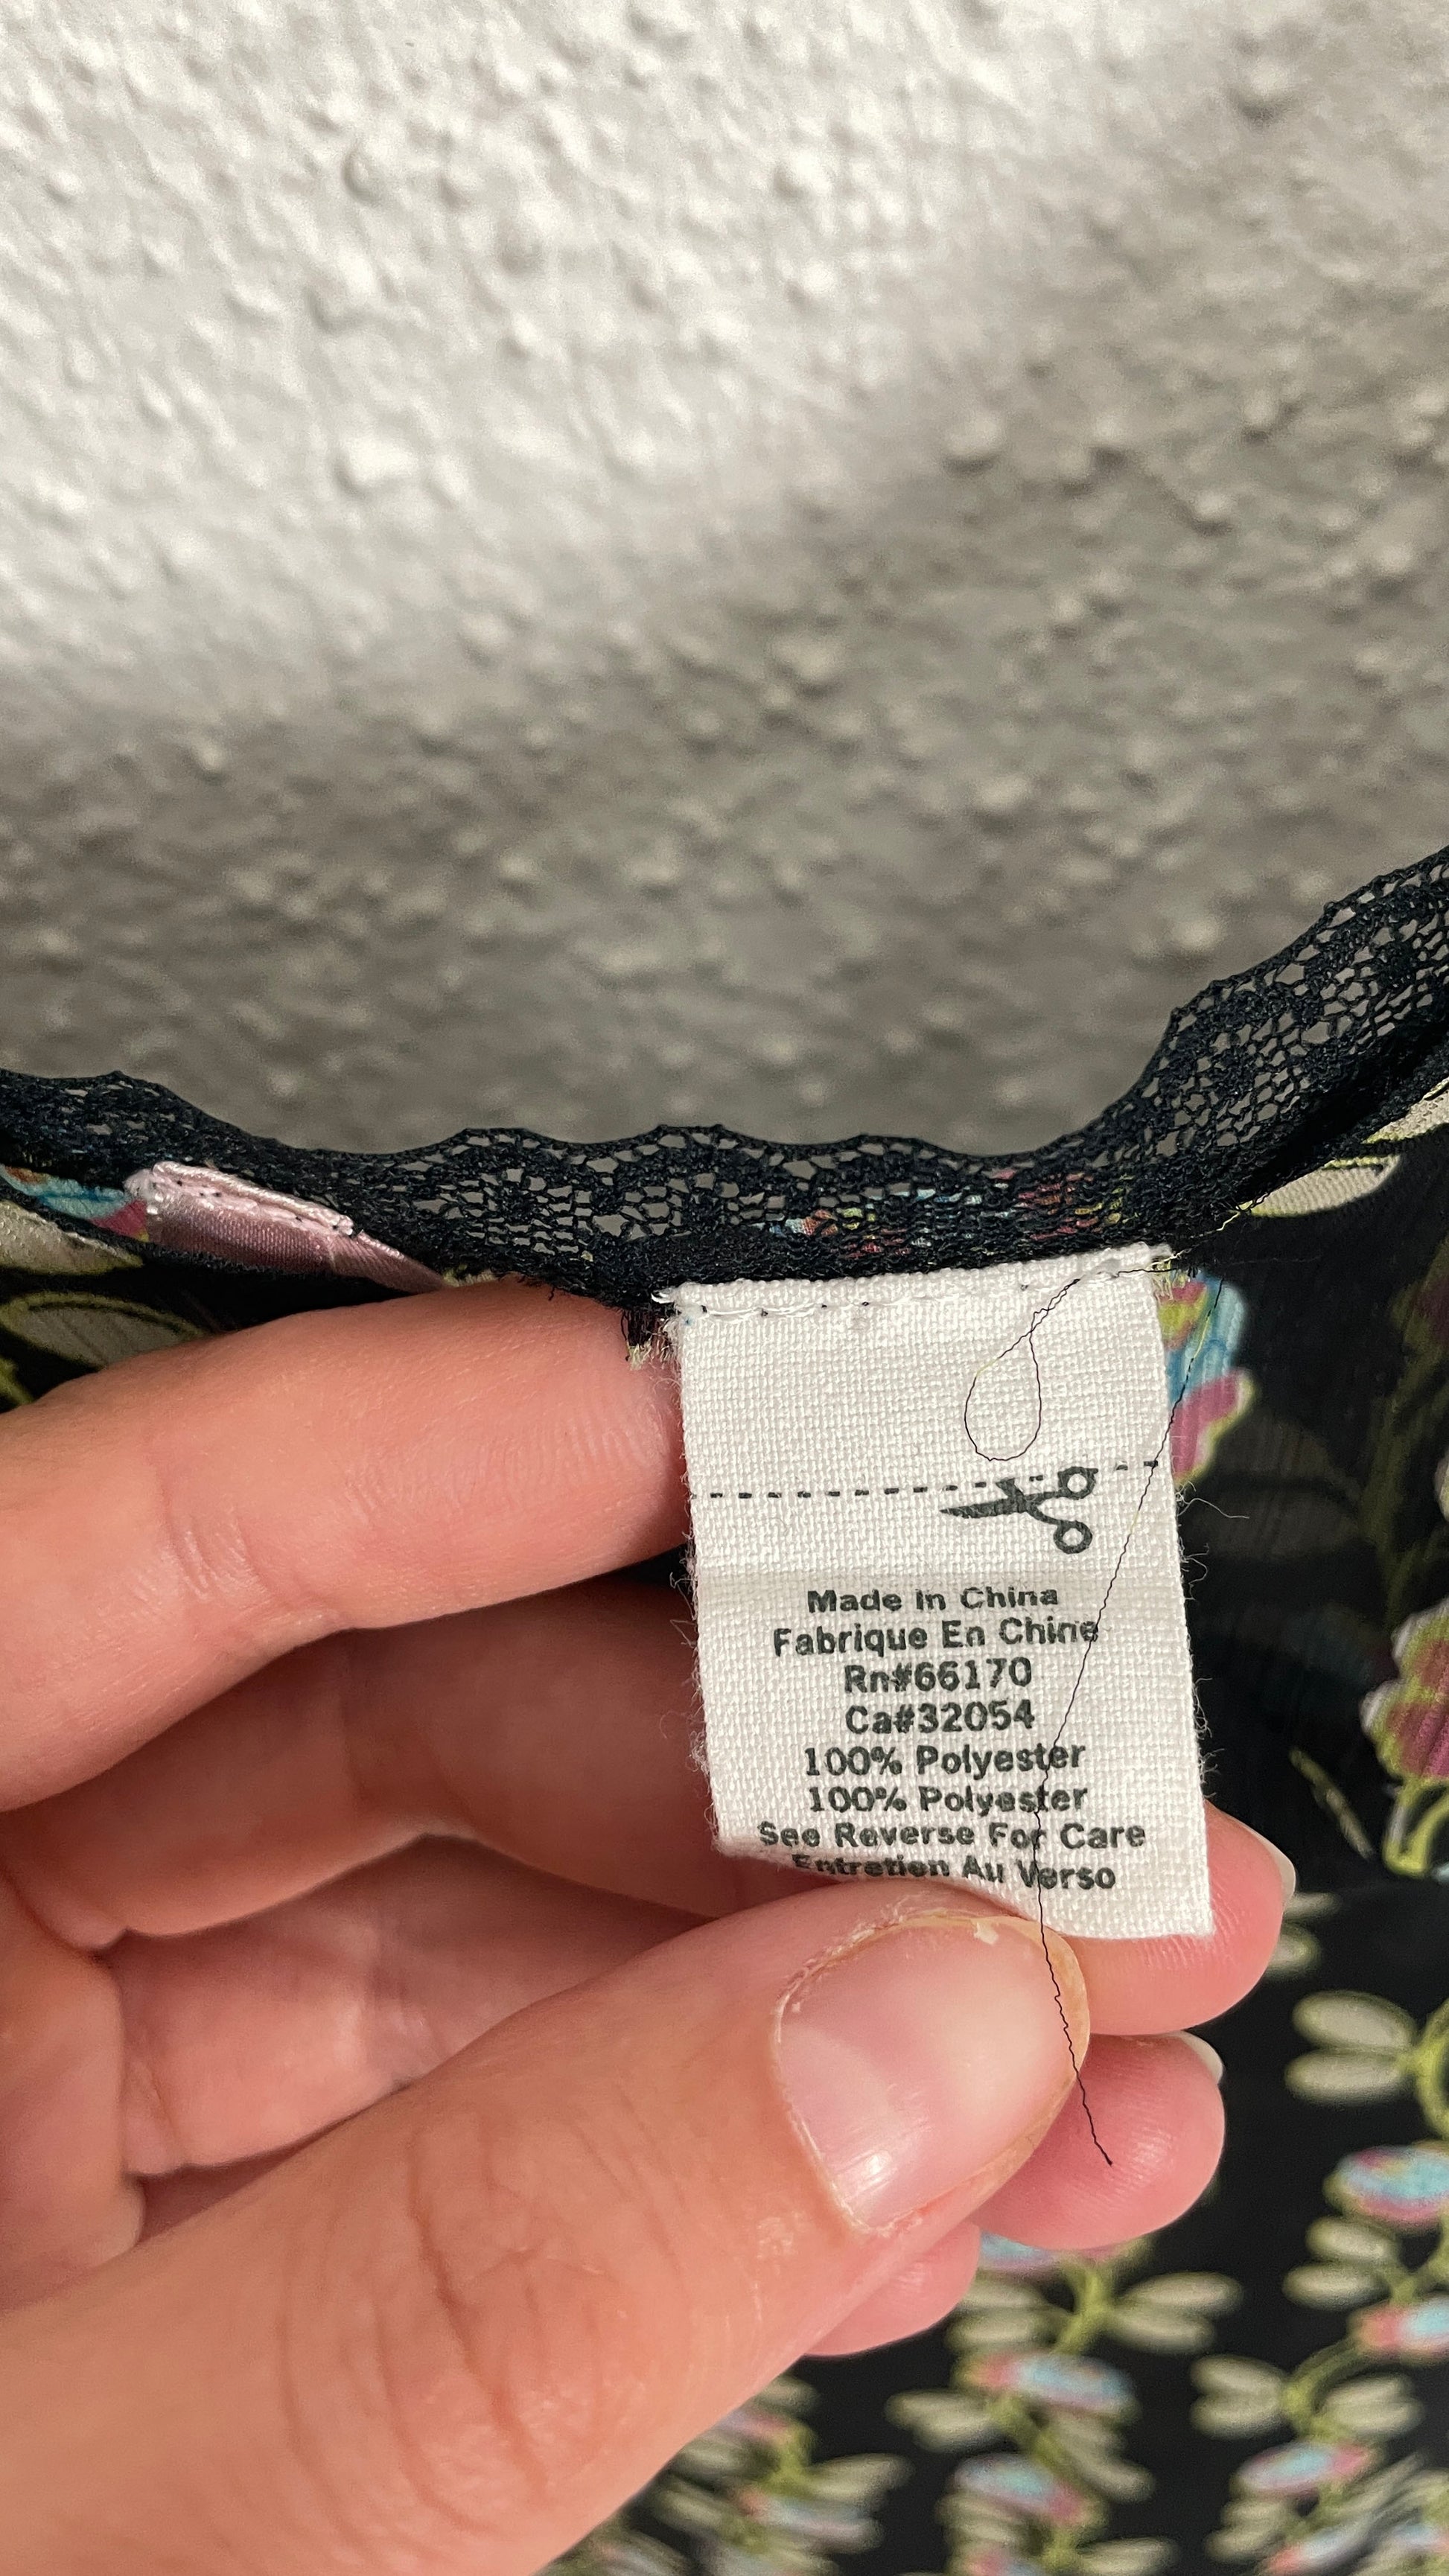 Made in China
Fabrique En Chine
Rn#66170
Ca#32054
100% Polyester
100% Polyester
See Reverse For Care
Entretien Au Verso